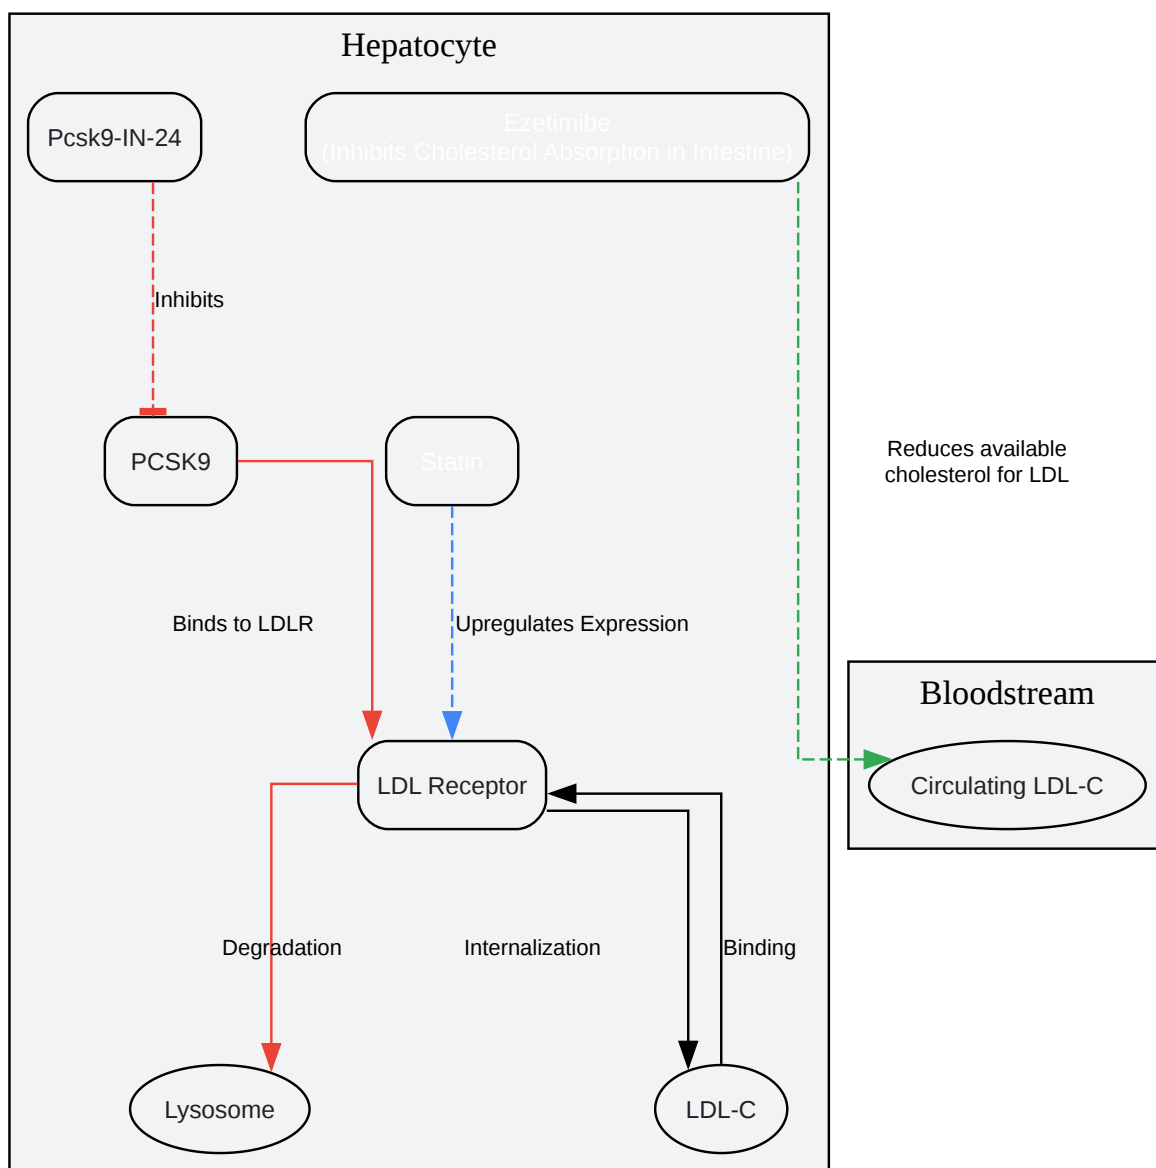 Hepatocyte
Pcsk9-IN-24
Ezetimibe
(Inhibits Cholesterol Absorption in Intestine)
Inhibits
PCSK9
Statin
Reduces available
cholesterol for LDL
Binds to LDLR
Upregulates Expression
Bloodstream
LDL Receptor
Circulating LDL-C
Degradation
Internalization
Binding
Lysosome
LDL-C